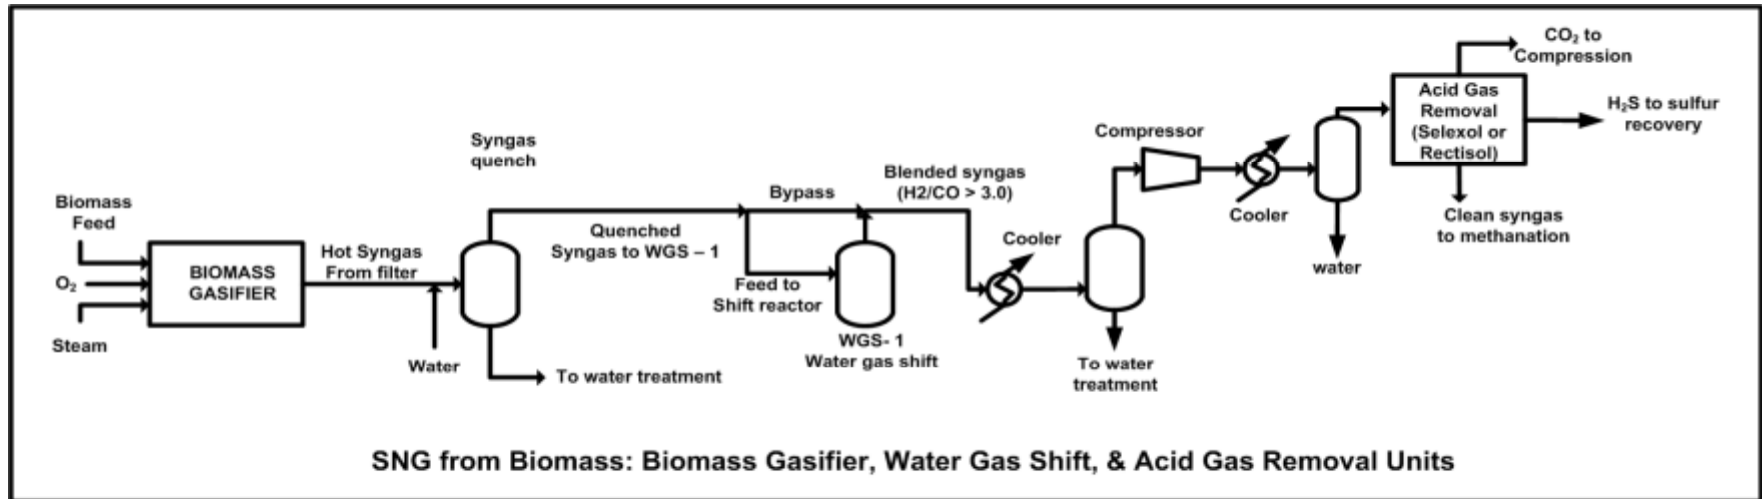 Biomass
Feed
O₂
Steam
BIOMASS
GASIFIER
Hot Syngas
From filter
Water
Syngas
quench
To water treatment
Quenched
Syngas to WGS – 1
Bypass
Feed to
Shift reactor
WGS- 1
Water gas shift
Blended syngas
(H2/CO > 3.0)
Cooler
To water
treatment
Compressor
Cooler
water
Acid Gas
Removal
(Selexol or
Rectisol)
CO₂ to
Compression
H₂S to sulfur
recovery
Clean syngas
to methanation
SNG from Biomass: Biomass Gasifier, Water Gas Shift, & Acid Gas Removal Units